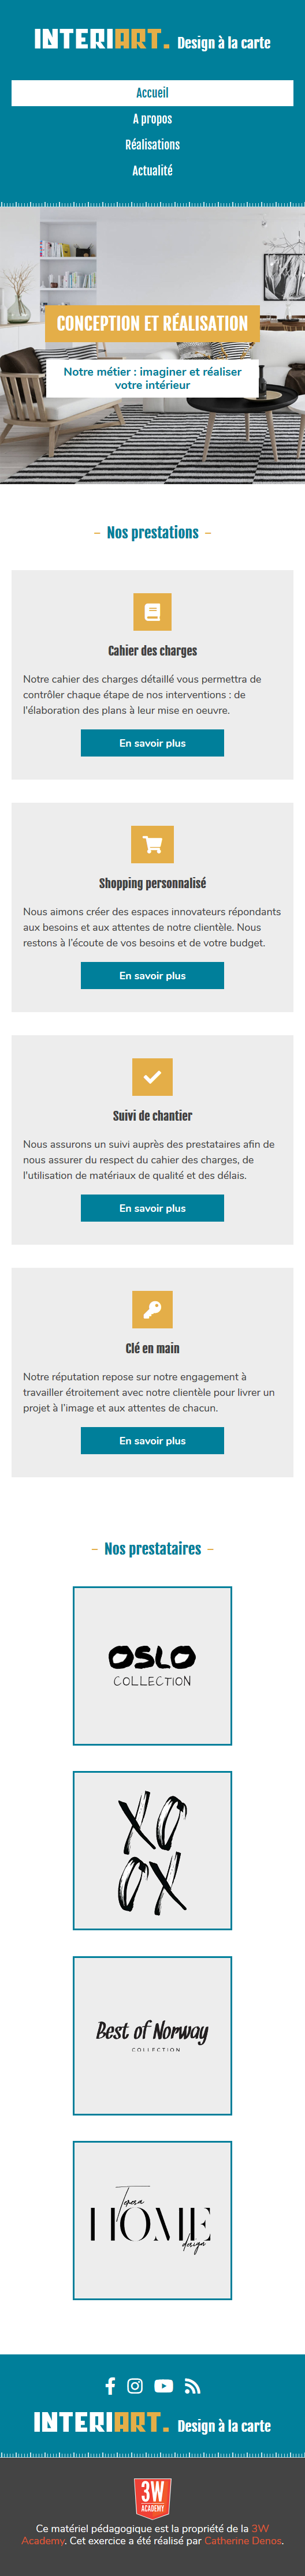 INTERIART. Design à la carte
Accueil
A propos
Réalisations
Actualité
CONCEPTION ET RÉALISATION
Notre métier : imaginer et réaliser
votre intérieur
– Nos prestations –
Cahier des charges
Notre cahier des charges détaillé vous permettra de
contrôler chaque étape de nos interventions : de
l'élaboration des plans à leur mise en oeuvre.
En savoir plus
Shopping personnalisé
Nous aimons créer des espaces innovateurs répondants
aux besoins et aux attentes de notre clientèle. Nous
restons à l'écoute de vos besoins et de votre budget.
En savoir plus
Suivi de chantier
Nous assurons un suivi auprès des prestataires afin de
nous assurer du respect du cahier des charges, de
l'utilisation de matériaux de qualité et des délais.
En savoir plus
Clé en main
Notre réputation repose sur notre engagement à
travailler étroitement avec notre clientèle pour livrer un
projet à l'image et aux attentes de chacun.
En savoir plus
– Nos prestataires –
OSLO
COLLECTION
XO
OX
Best of Norway
COLLECTION
HOME
design
INTERIART. Design à la carte
3W
ACADEMY
Ce matériel pédagogique est la propriété de la 3W
Academy. Cet exercice a été réalisé par Catherine Denos.